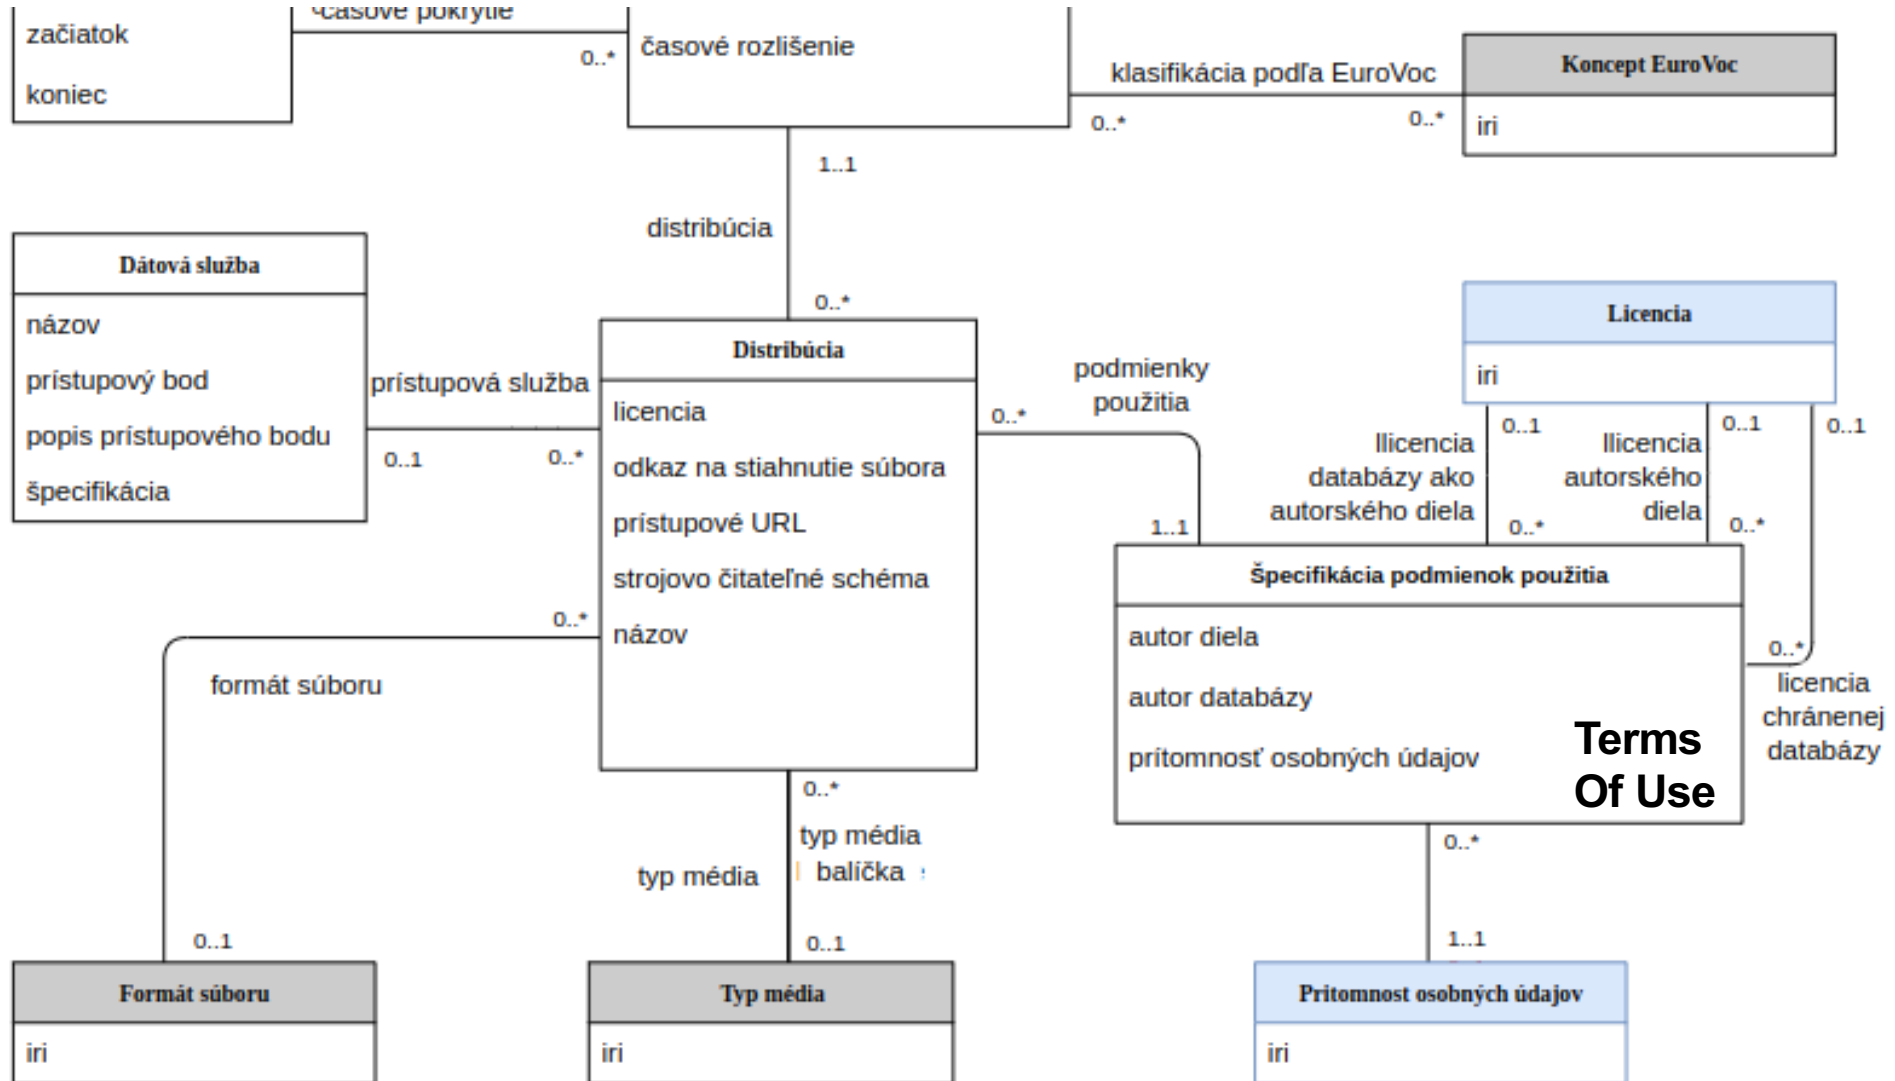 začiatok
koniec
časové pokrytie
0..*
časové rozlišenie
klasifikácia podľa EuroVoc
0..*
0..*
Koncept EuroVoc
iri
1..1
distribúcia
0..*
Dátová služba
názov
prístupový bod
popis prístupového bodu
špecifikácia
prístupová služba
0..1
0..*
Distribúcia
licencia
odkaz na stiahnutie súbora
prístupové URL
strojovo čitateľné schéma
názov
podmienky
použitia
0..*
1..1
Licencia
iri
0..1
0..1
0..1
llicencia
databázy ako
autorského diela
0..*
llicencia
autorského
diela
0..*
0..*
licencia
chránenej
databázy
Špecifikácia podmienok použitia
autor diela
autor databázy
prítomnosť osobných údajov
Terms
Of Use
0..*
formát súboru
0..1
0..*
typ média
typ média
balíčka
0..1
0..*
1..1
Formát súboru
iri
Typ média
iri
Pritomnost osobných údajov
iri